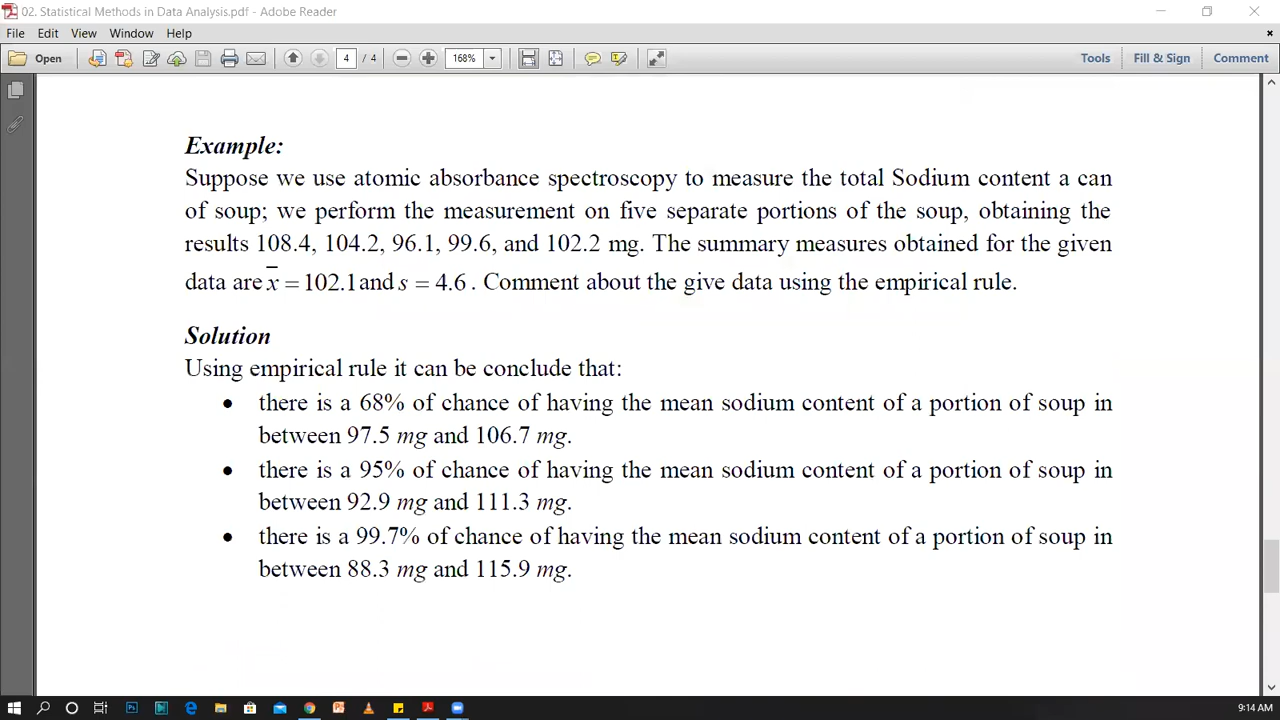 02. Statistical Methods in Data Analysis.pdf - Adobe Reader
File Edit View Window Help
Open 4 / 4 168% Tools Fill & Sign Comment
Example:
Suppose we use atomic absorbance spectroscopy to measure the total Sodium content a can
of soup; we perform the measurement on five separate portions of the soup, obtaining the
results 108.4, 104.2, 96.1, 99.6, and 102.2 mg. The summary measures obtained for the given
data are x̄ = 102.1 and s = 4.6 . Comment about the give data using the empirical rule.
Solution
Using empirical rule it can be conclude that:
• there is a 68% of chance of having the mean sodium content of a portion of soup in
between 97.5 mg and 106.7 mg.
• there is a 95% of chance of having the mean sodium content of a portion of soup in
between 92.9 mg and 111.3 mg.
• there is a 99.7% of chance of having the mean sodium content of a portion of soup in
between 88.3 mg and 115.9 mg.
9:14 AM